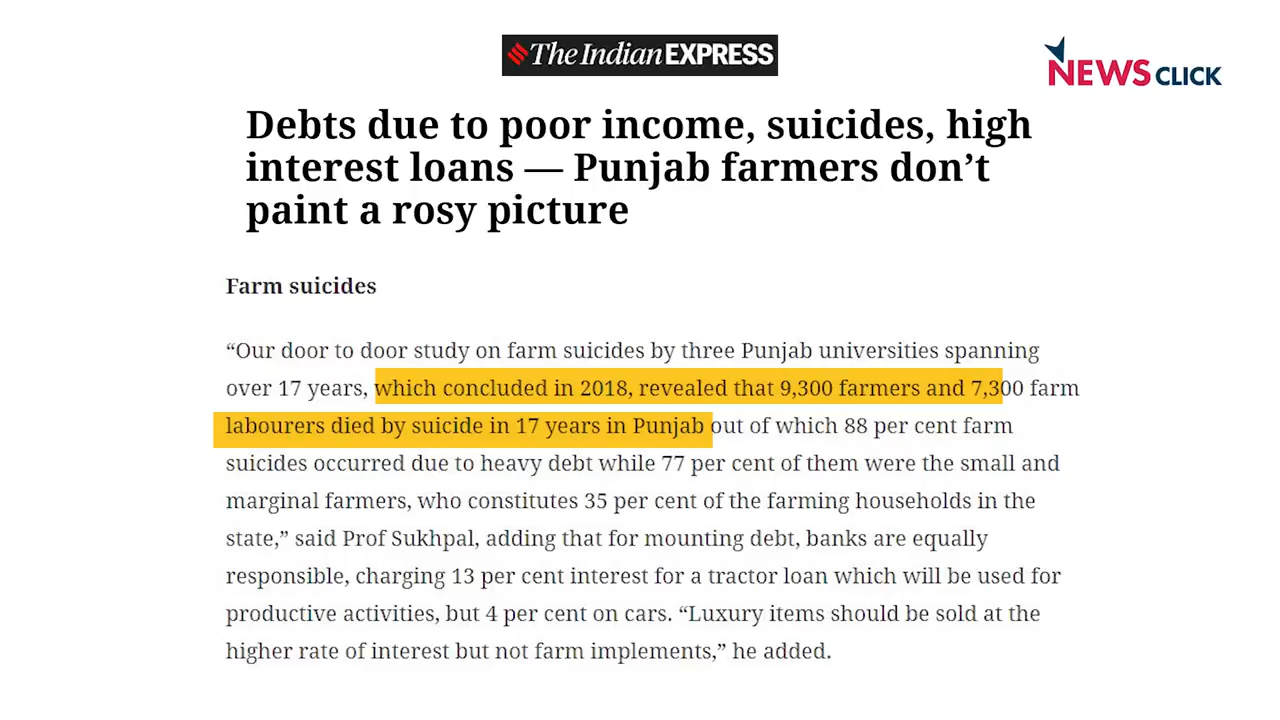 The Indian EXPRESS
NEWS CLICK
Debts due to poor income, suicides, high
interest loans — Punjab farmers don’t
paint a rosy picture
Farm suicides
“Our door to door study on farm suicides by three Punjab universities spanning
over 17 years, which concluded in 2018, revealed that 9,300 farmers and 7,300 farm
labourers died by suicide in 17 years in Punjab out of which 88 per cent farm
suicides occurred due to heavy debt while 77 per cent of them were the small and
marginal farmers, who constitutes 35 per cent of the farming households in the
state,” said Prof Sukhpal, adding that for mounting debt, banks are equally
responsible, charging 13 per cent interest for a tractor loan which will be used for
productive activities, but 4 per cent on cars. “Luxury items should be sold at the
higher rate of interest but not farm implements,” he added.